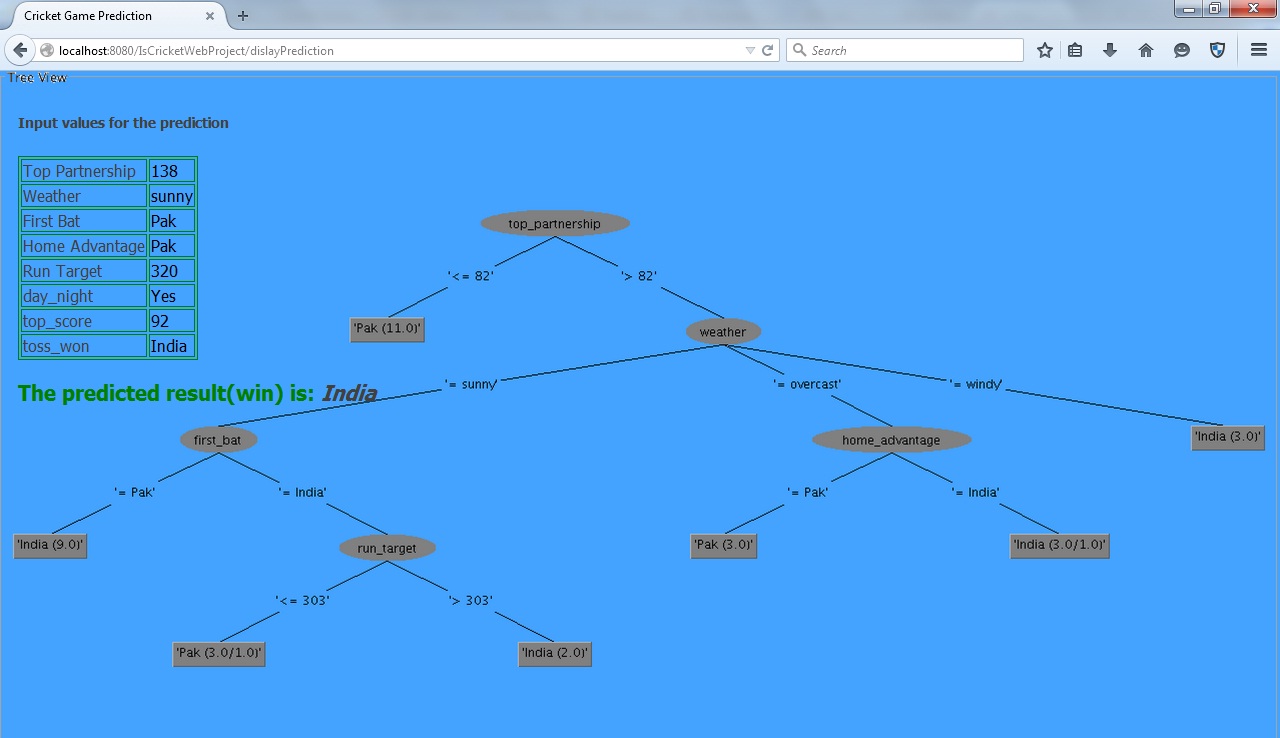 Cricket Game Prediction
localhost:8080/IsCricketWebProject/dislayPrediction
Search
Tree View
Input values for the prediction
Top Partnership 138
Weather sunny
First Bat Pak
Home Advantage Pak
Run Target 320
day_night Yes
top_score 92
toss_won India
The predicted result(win) is: India
top_partnership
'<= 82' '> 82'
'Pak (11.0)' weather
'= sunny' '= overcast' '= windy'
first_bat home_advantage 'India (3.0)'
'= Pak' '= India' '= Pak' '= India'
'India (9.0)' run_target 'Pak (3.0)' 'India (3.0/1.0)'
'<= 303' '> 303'
'Pak (3.0/1.0)' 'India (2.0)'